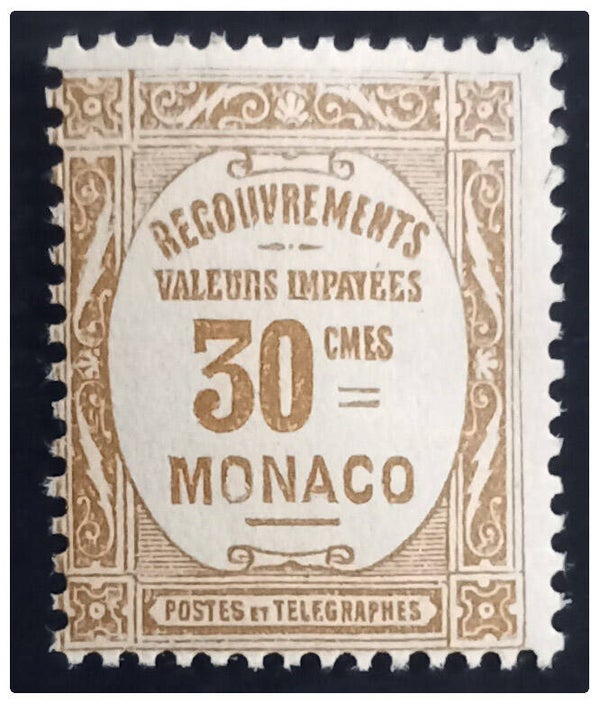 RECOUVREMENTS
VALEURS IMPAYÉES
30 CMES
=
MONACO
POSTES ET TELEGRAPHES